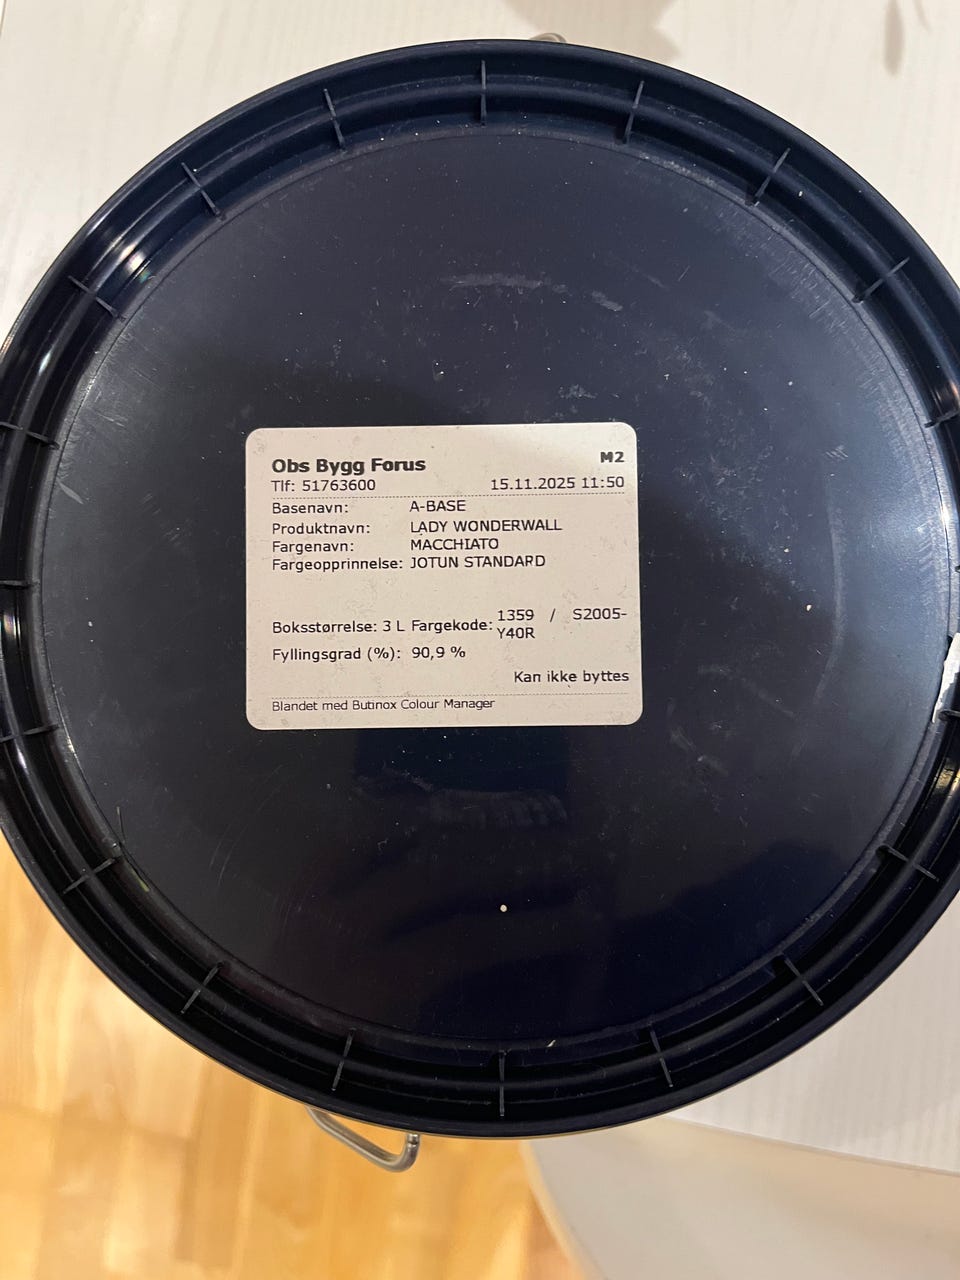 Obs Bygg Forus M2
Tlf: 51763600 15.11.2025 11:50
Basenavn: A-BASE
Produktnavn: LADY WONDERWALL
Fargenavn: MACCHIATO
Fargeopprinnelse: JOTUN STANDARD
Boksstørrelse: 3 L Fargekode: 1359 / S2005-
Y40R
Fyllingsgrad (%): 90,9 %
Kan ikke byttes
Blandet med Butinox Colour Manager